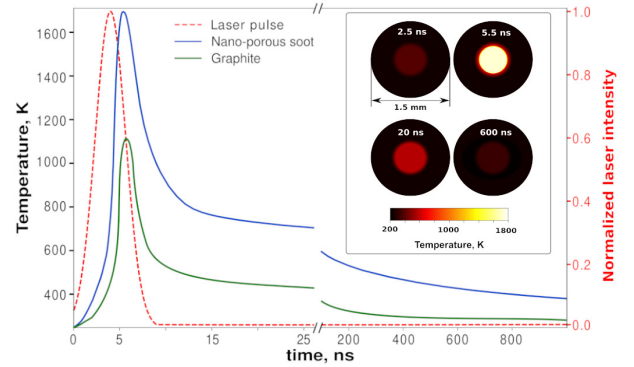 Laser pulse
Nano-porous soot
Graphite
Temperature, K
1600
1400
1200
1000
800
600
400
0
5
15
25
200
400
600
800
time, ns
1.0
0.8
0.6
0.4
0.2
0.0
Normalized laser intensity
2.5 ns
5.5 ns
1.5 mm
20 ns
600 ns
200
1000
1800
Temperature, K